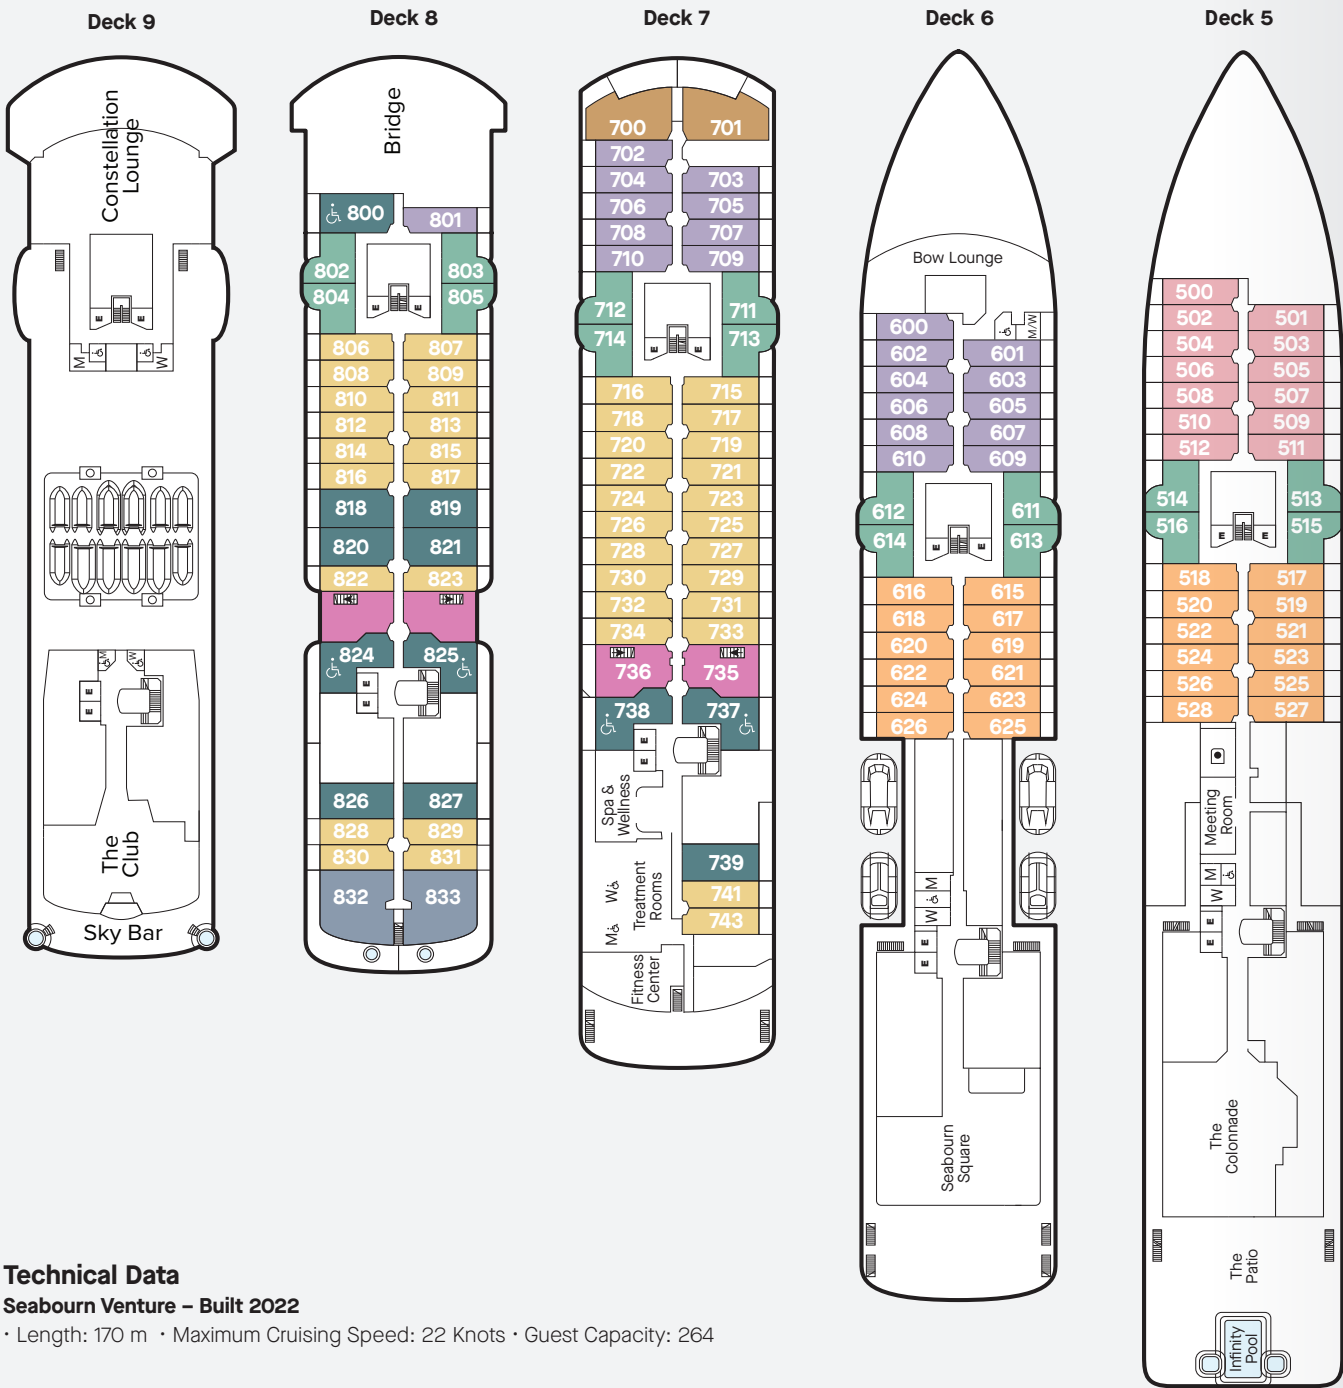 Deck 9
Deck 8
Deck 7
Deck 6
Deck 5
Constellation
Lounge
E E
M W
M W
E
E
The
Club
Sky Bar
Bridge
800
801
802 803
804 805
E E
806 807
808 809
810 811
812 813
814 815
816 817
818 819
820 821
822 823
824 825
E
E
826 827
828 829
830 831
832 833
700 701
702
704 703
706 705
708 707
710 709
712 711
714 713
E E
716 715
718 717
720 719
722 721
724 723
726 725
728 727
730 729
732 731
734 733
736 735
738 737
E
E
Spa &
Wellness
739
741
743
Treatment
Rooms
W
M
Fitness
Center
Bow Lounge
M/W
600
602 601
604 603
606 605
608 607
610 609
612 611
614 613
E E
616 615
618 617
620 619
622 621
624 623
626 625
M
W
E
E
Seabourn
Square
500
502 501
504 503
506 505
508 507
510 509
512 511
514 513
516 515
E E
518 517
520 519
522 521
524 523
526 525
528 527
Meeting
Room
M
W
E
E
The
Colonnade
The
Patio
Infinity
Pool
Technical Data
Seabourn Venture – Built 2022
· Length: 170 m · Maximum Cruising Speed: 22 Knots · Guest Capacity: 264